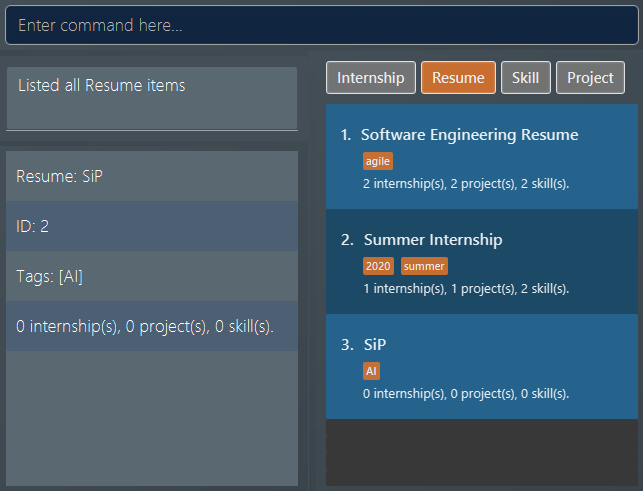 Enter command here...
Listed all Resume items
Resume: SiP
ID: 2
Tags: [AI]
0 internship(s), 0 project(s), 0 skill(s).
Internship Resume Skill Project
1. Software Engineering Resume
agile
2 internship(s), 2 project(s), 2 skill(s).
2. Summer Internship
2020 summer
1 internship(s), 1 project(s), 2 skill(s).
3. SiP
AI
0 internship(s), 0 project(s), 0 skill(s).